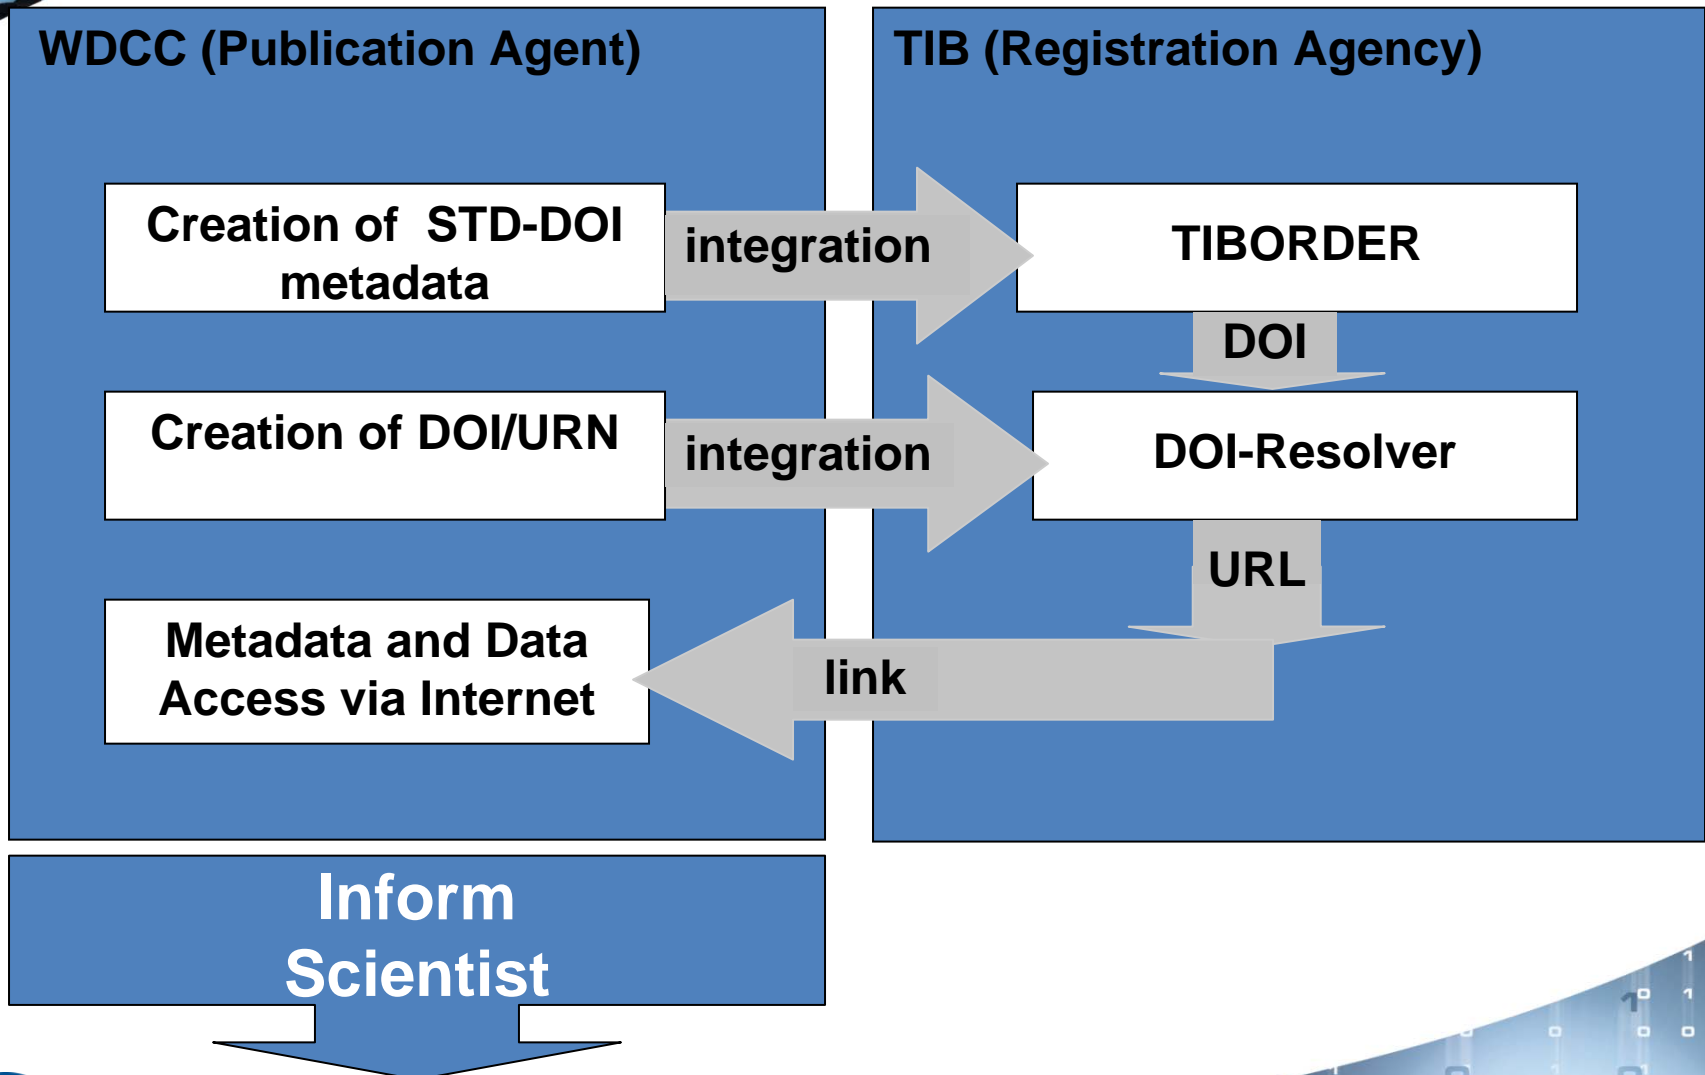 WDCC (Publication Agent)
TIB (Registration Agency)
Creation of STD-DOI
metadata
integration
TIBORDER
DOI
Creation of DOI/URN
integration
DOI-Resolver
URL
Metadata and Data
Access via Internet
link
Inform
Scientist